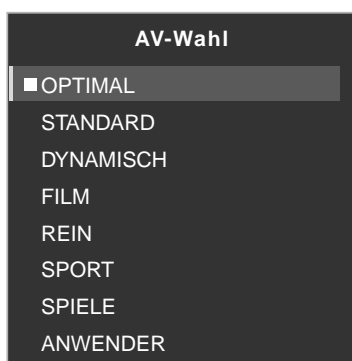 AV-Wahl
OPTIMAL
STANDARD
DYNAMISCH
FILM
REIN
SPORT
SPIELE
ANWENDER